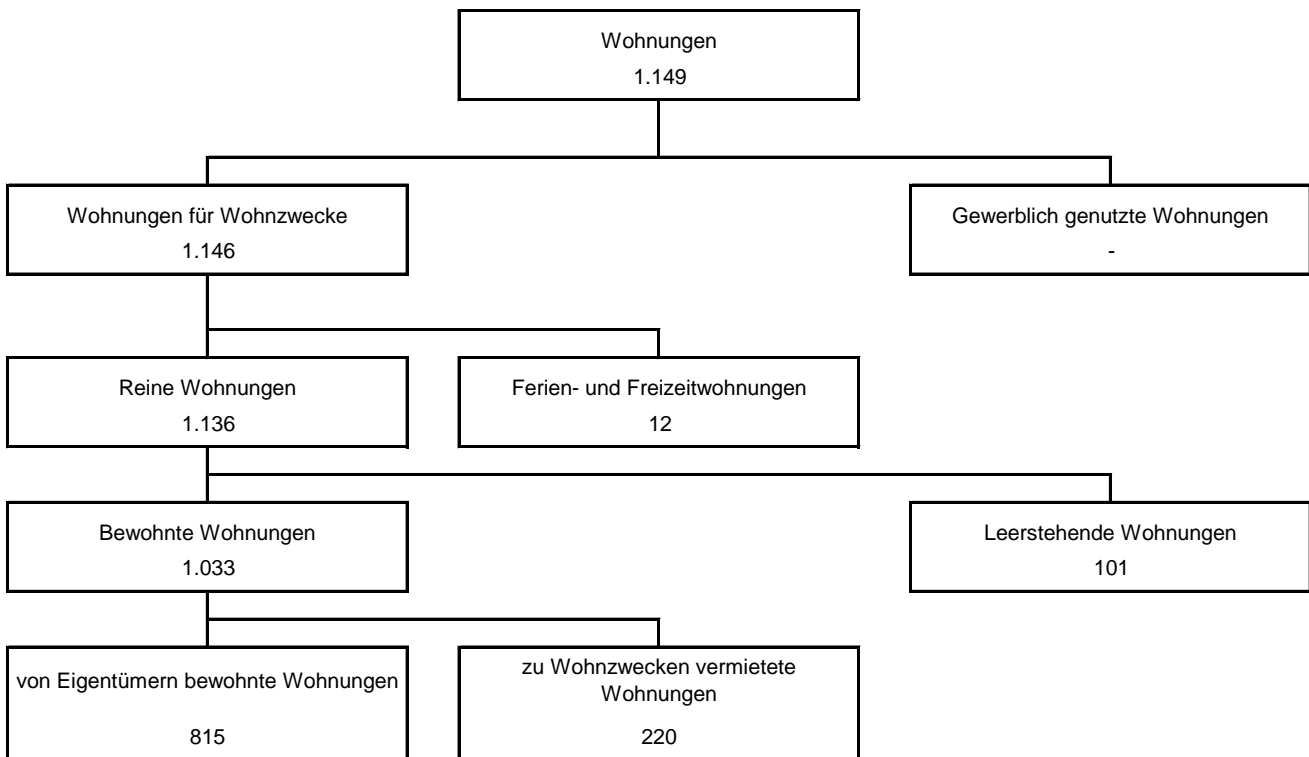 Wohnungen
1.149
Wohnungen für Wohnzwecke
1.146
Gewerblich genutzte Wohnungen
-
Reine Wohnungen
1.136
Ferien- und Freizeitwohnungen
12
Bewohnte Wohnungen
1.033
Leerstehende Wohnungen
101
von Eigentümern bewohnte Wohnungen
815
zu Wohnzwecken vermietete
Wohnungen
220